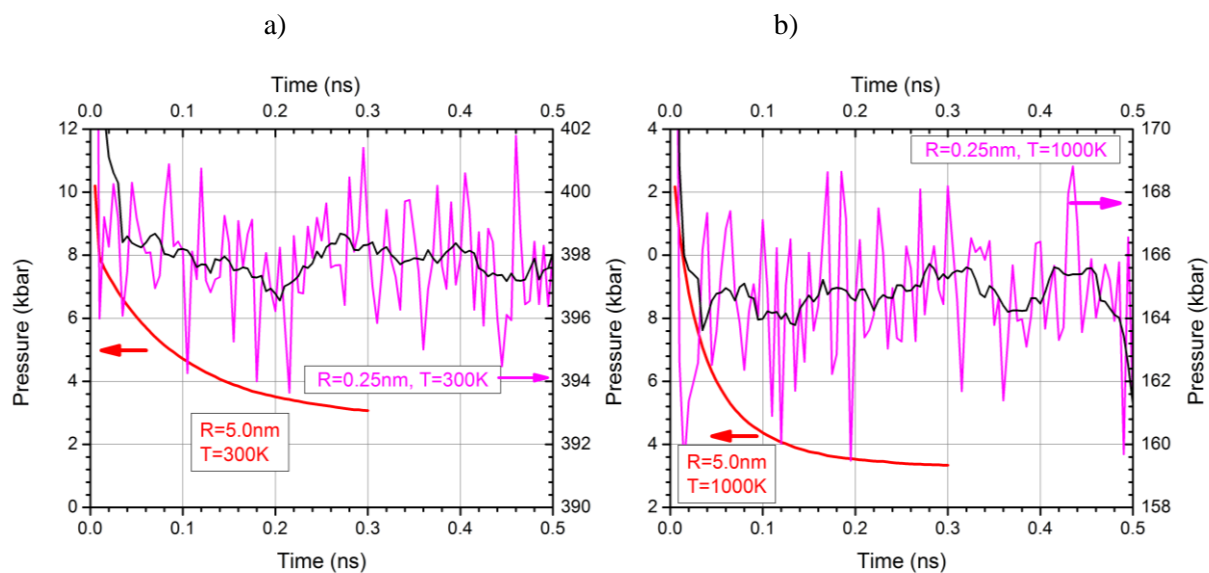 a)
b)
Time (ns)
0.0 0.1 0.2 0.3 0.4 0.5
12
10
8
6
4
2
0
Pressure (kbar)
402
400
398
396
394
392
390
Pressure (kbar)
R=0.25nm, T=300K
R=5.0nm
T=300K
0.0 0.1 0.2 0.3 0.4 0.5
Time (ns)
Time (ns)
0.0 0.1 0.2 0.3 0.4 0.5
4
2
0
8
6
4
2
Pressure (kbar)
170
168
166
164
162
160
158
Pressure (kbar)
R=0.25nm, T=1000K
R=5.0nm
T=1000K
0.0 0.1 0.2 0.3 0.4 0.5
Time (ns)